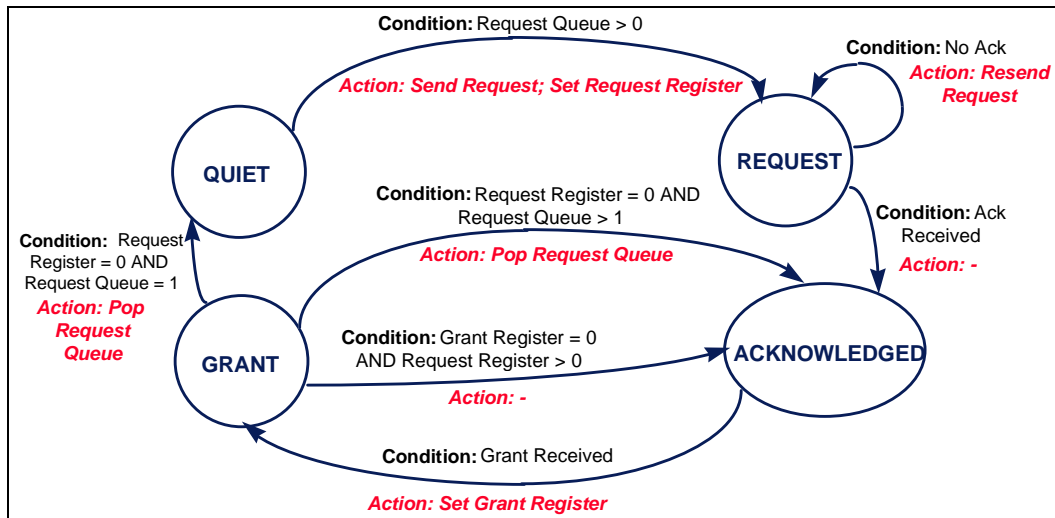 Condition: Request Queue > 0
Action: Send Request; Set Request Register
Condition: No Ack
Action: Resend
Request
QUIET
REQUEST
Condition: Request Register = 0 AND
Request Queue > 1
Action: Pop Request Queue
Condition: Ack
Received
Action: -
Condition: Request
Register = 0 AND
Request Queue = 1
Action: Pop
Request
Queue
GRANT
Condition: Grant Register = 0
AND Request Register > 0
Action: -
ACKNOWLEDGED
Condition: Grant Received
Action: Set Grant Register